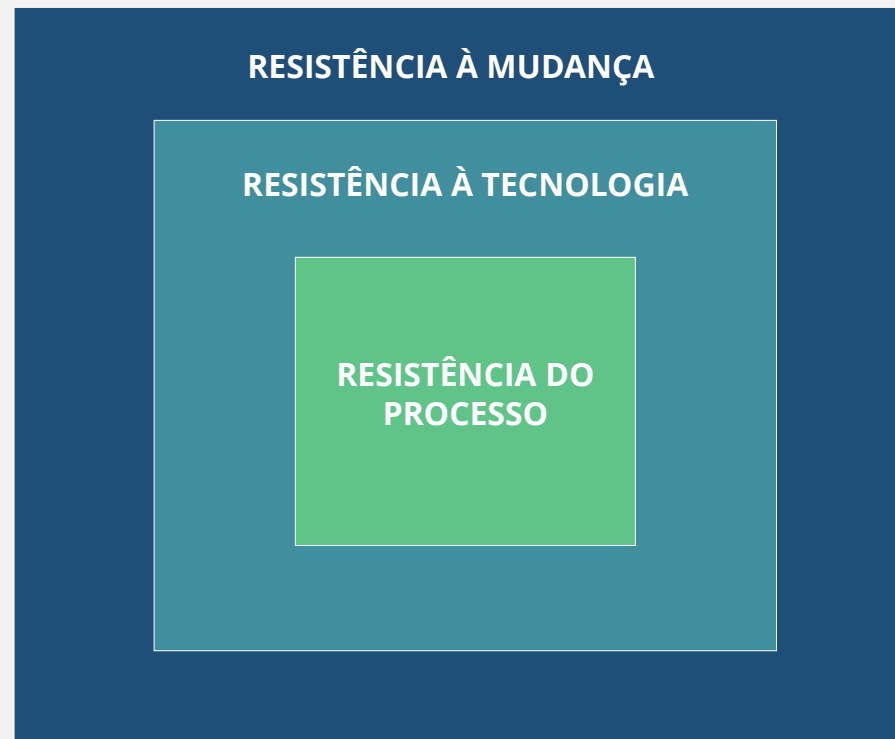 RESISTÊNCIA À MUDANÇA
RESISTÊNCIA À TECNOLOGIA
RESISTÊNCIA DO
PROCESSO